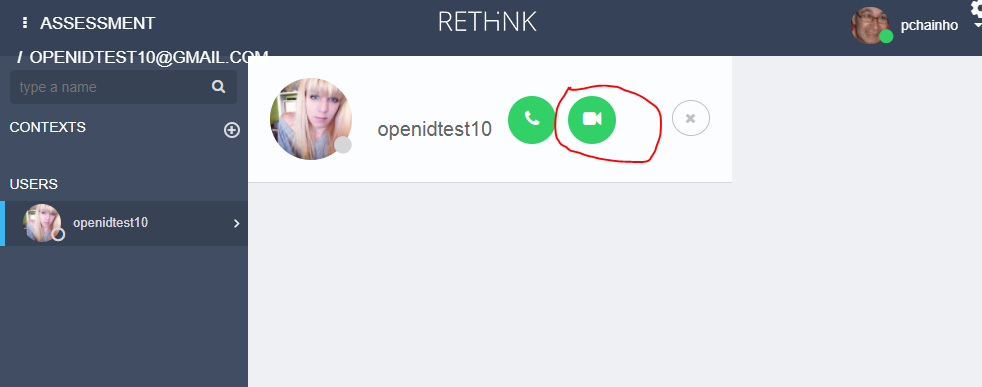 ASSESSMENT
/ OPENIDTEST10@GMAIL.COM
RETHINK
pchainho
type a name
CONTEXTS
USERS
openidtest10
openidtest10